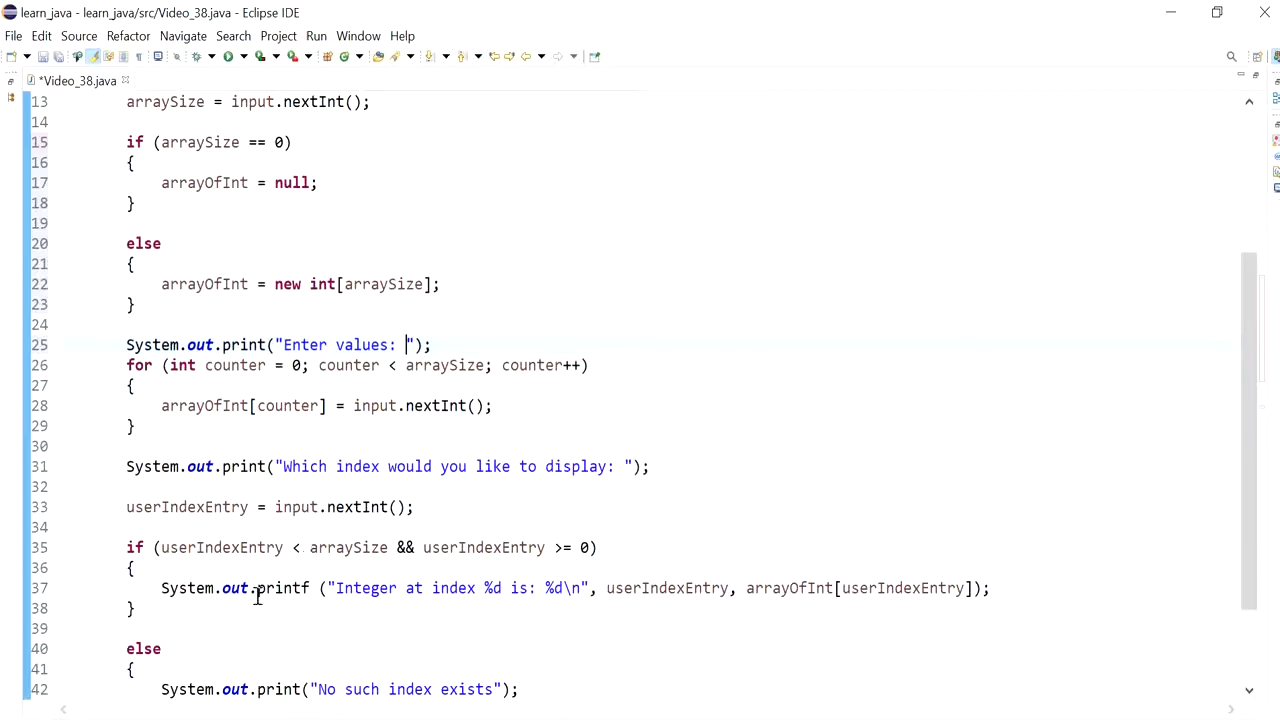 learn_java - learn_java/src/Video_38.java - Eclipse IDE
File Edit Source Refactor Navigate Search Project Run Window Help
*Video_38.java
13 arraySize = input.nextInt();
14
15 if (arraySize == 0)
16 {
17 arrayOfInt = null;
18 }
19
20 else
21 {
22 arrayOfInt = new int[arraySize];
23 }
24
25 System.out.print("Enter values: ");
26 for (int counter = 0; counter < arraySize; counter++)
27 {
28 arrayOfInt[counter] = input.nextInt();
29 }
30
31 System.out.print("Which index would you like to display: ");
32
33 userIndexEntry = input.nextInt();
34
35 if (userIndexEntry < arraySize && userIndexEntry >= 0)
36 {
37 System.out.printf ("Integer at index %d is: %d\n", userIndexEntry, arrayOfInt[userIndexEntry]);
38 }
39
40 else
41 {
42 System.out.print("No such index exists");